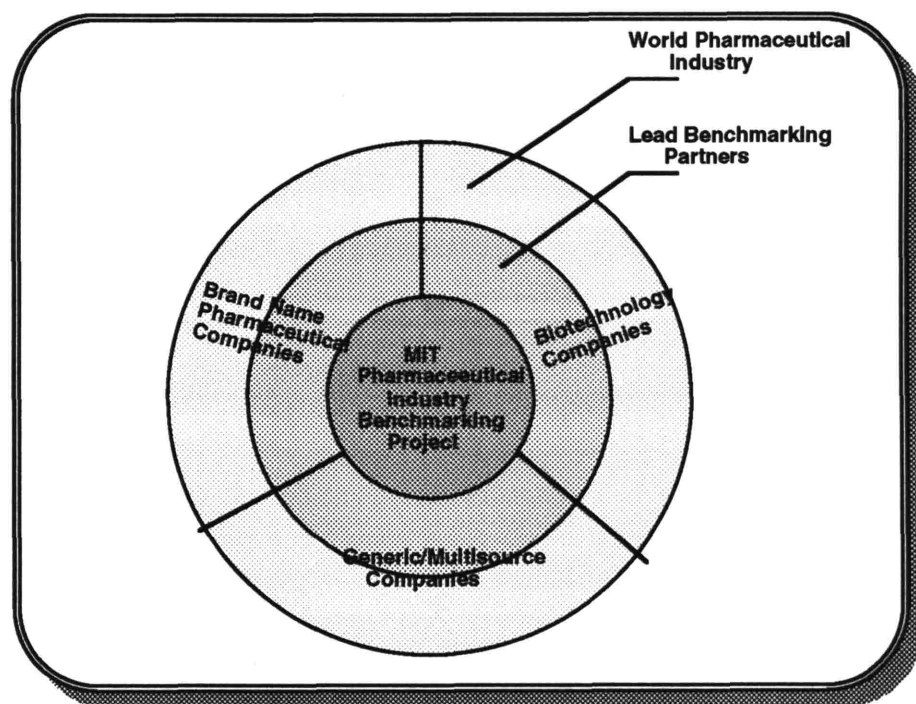 World Pharmaceutical
Industry
Lead Benchmarking
Partners
Brand Name
Pharmaceutical
Companies
Biotechnology
Companies
MIT
Pharmaceeutical
Industry
Benchmarking
Project
Generic/Multisource
Companies